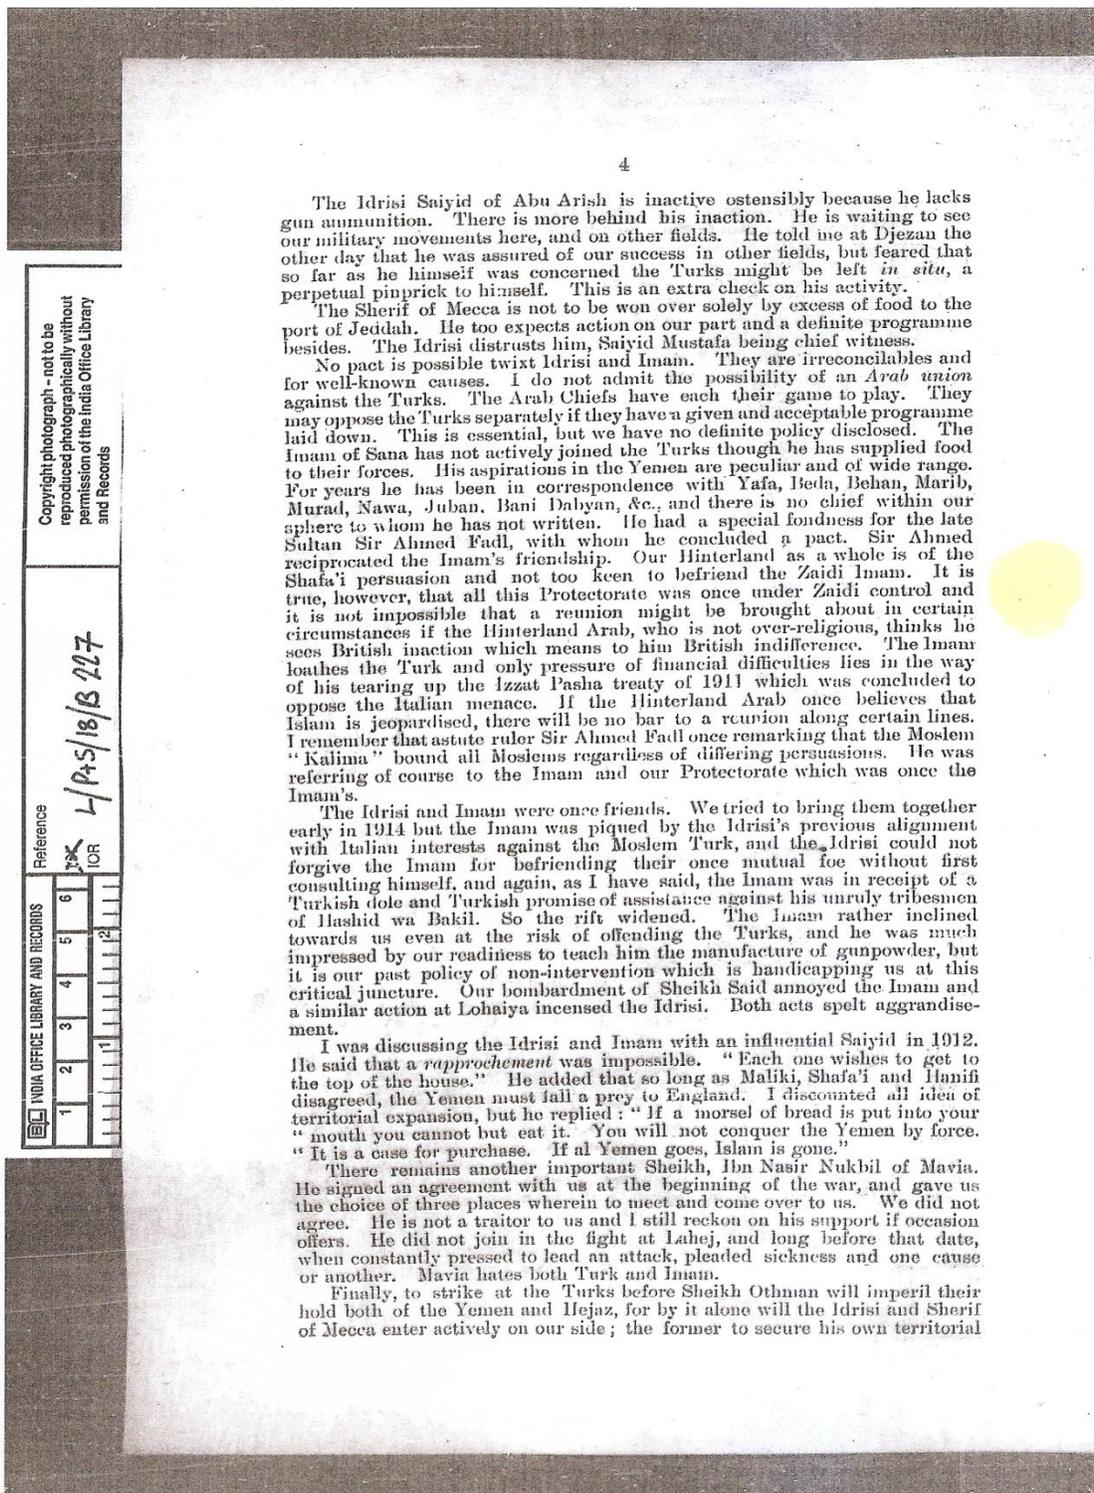 4
The Idrisi Saiyid of Abu Arish is inactive ostensibly because he lacks
gun ammunition. There is more behind his inaction. He is waiting to see
our military movements here, and on other fields. He told me at Djezan the
other day that he was assured of our success in other fields, but feared that
so far as he himself was concerned the Turks might be left in situ, a
perpetual pinprick to himself. This is an extra check on his activity.
The Sherif of Mecca is not to be won over solely by excess of food to the
port of Jeddah. He too expects action on our part and a definite programme
besides. The Idrisi distrusts him, Saiyid Mustafa being chief witness.
No pact is possible twixt Idrisi and Imam. They are irreconcilables and
for well-known causes. I do not admit the possibility of an Arab union
against the Turks. The Arab Chiefs have each their game to play. They
may oppose the Turks separately if they have a given and acceptable programme
laid down. This is essential, but we have no definite policy disclosed. The
Imam of Sana has not actively joined the Turks though he has supplied food
to their forces. His aspirations in the Yemen are peculiar and of wide range.
For years he has been in correspondence with Yafa, Beda, Behan, Marib,
Murad, Nawa, Juban, Bani Dabyan, &c., and there is no chief within our
sphere to whom he has not written. He had a special fondness for the late
Sultan Sir Ahmed Fadl, with whom he concluded a pact. Sir Ahmed
reciprocated the Imam's friendship. Our Hinterland as a whole is of the
Shafa'i persuasion and not too keen to befriend the Zaidi Imam. It is
true, however, that all this Protectorate was once under Zaidi control and
it is not impossible that a reunion might be brought about in certain
circumstances if the Hinterland Arab, who is not over-religious, thinks he
sees British inaction which means to him British indifference. The Imam
loathes the Turk and only pressure of financial difficulties lies in the way
of his tearing up the Izzat Pasha treaty of 1911 which was concluded to
oppose the Italian menace. If the Hinterland Arab once believes that
Islam is jeopardised, there will be no bar to a reunion along certain lines.
I remember that astute ruler Sir Ahmed Fadl once remarking that the Moslem
" Kalima " bound all Moslems regardless of differing persuasions. He was
referring of course to the Imam and our Protectorate which was once the
Imam's.
The Idrisi and Imam were once friends. We tried to bring them together
early in 1914 but the Imam was piqued by the Idrisi's previous alignment
with Italian interests against the Moslem Turk, and the Idrisi could not
forgive the Imam for befriending their once mutual foe without first
consulting himself, and again, as I have said, the Imam was in receipt of a
Turkish dole and Turkish promise of assistance against his unruly tribesmen
of Hashid wa Bakil. So the rift widened. The Imam rather inclined
towards us even at the risk of offending the Turks, and he was much
impressed by our readiness to teach him the manufacture of gunpowder, but
it is our past policy of non-intervention which is handicapping us at this
critical juncture. Our bombardment of Sheikh Said annoyed the Imam and
a similar action at Lohaiya incensed the Idrisi. Both acts spelt aggrandise-
ment.
I was discussing the Idrisi and Imam with an influential Saiyid in 1912.
He said that a rapprochement was impossible. " Each one wishes to get to
the top of the house." He added that so long as Maliki, Shafa'i and Hanifi
disagreed, the Yemen must fall a prey to England. I discounted all idea of
territorial expansion, but he replied : " If a morsel of bread is put into your
" mouth you cannot but eat it. You will not conquer the Yemen by force.
" It is a case for purchase. If al Yemen goes, Islam is gone."
There remains another important Sheikh, Ibn Nasir Nukbil of Mavia.
He signed an agreement with us at the beginning of the war, and gave us
the choice of three places wherein to meet and come over to us. We did not
agree. He is not a traitor to us and I still reckon on his support if occasion
offers. He did not join in the fight at Lahej, and long before that date,
when constantly pressed to lead an attack, pleaded sickness and one cause
or another. Mavia hates both Turk and Imam.
Finally, to strike at the Turks before Sheikh Othman will imperil their
hold both of the Yemen and Hejaz, for by it alone will the Idrisi and Sherif
of Mecca enter actively on our side ; the former to secure his own territorial
BL INDIA OFFICE LIBRARY AND RECORDS
1 2 3 4 5 6
1 2
Reference
IOR L/P+S/18/B 227
Copyright photograph - not to be
reproduced photographically without
permission of the India Office Library
and Records